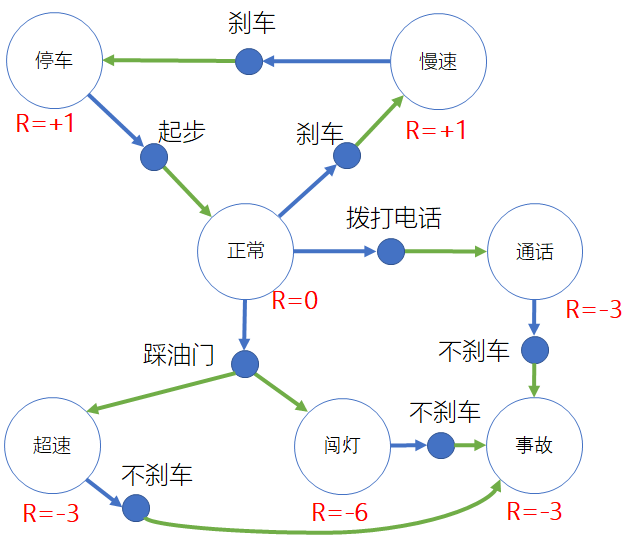 刹车
停车
慢速
R=+1
起步
刹车
R=+1
拨打电话
正常
通话
R=0
R=-3
踩油门
不刹车
不刹车
超速
闯灯
事故
不刹车
R=-3
R=-6
R=-3